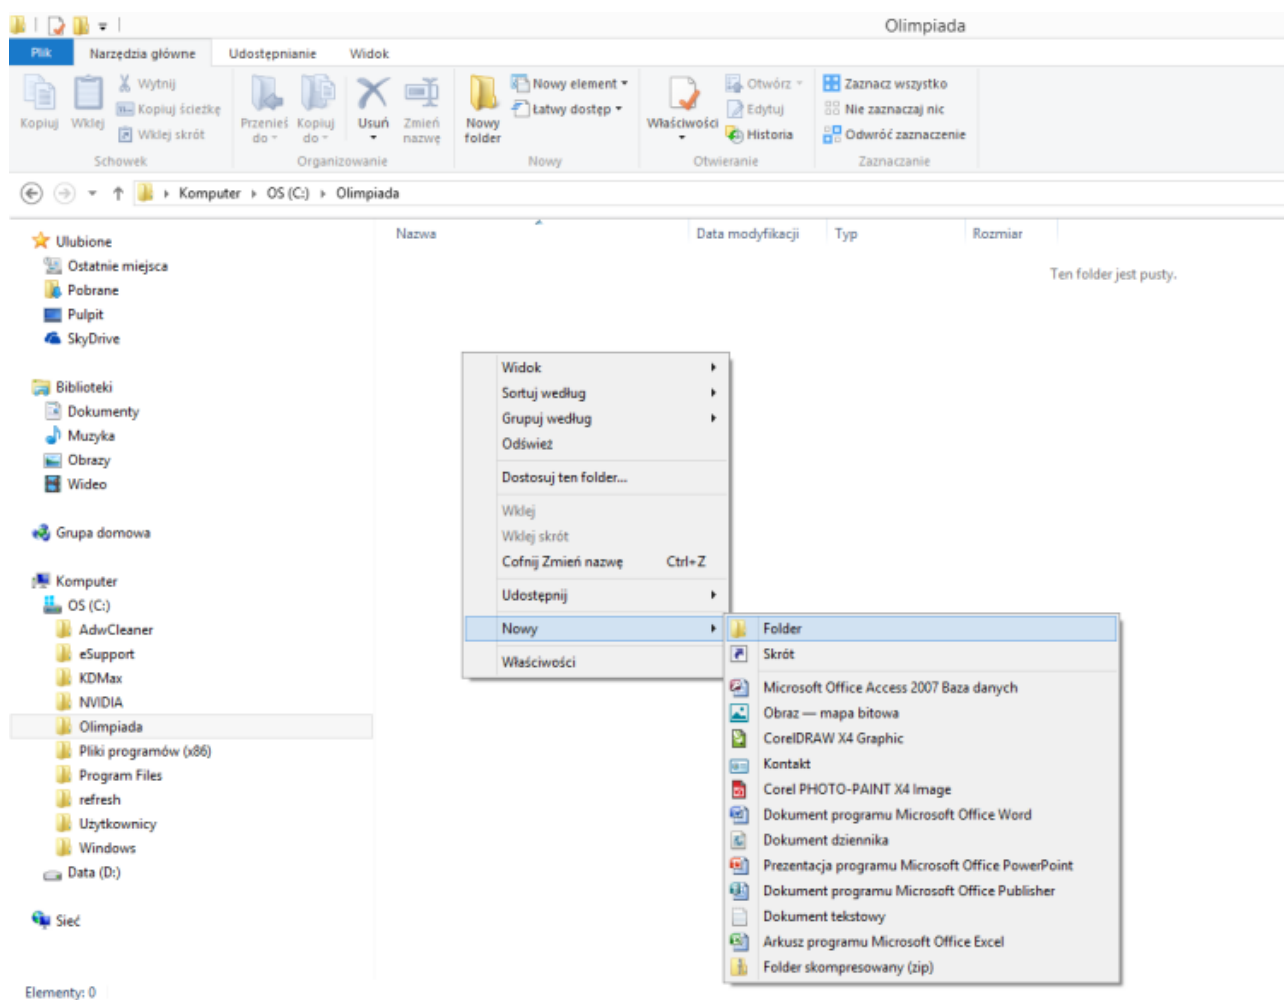 Olimpiada
Plik Narzędzia główne Udostępnianie Widok
Kopiuj
Wklej
Wytnij
Kopiuj ścieżkę
Wklej skrót
Schowek
Przenieś do
Kopiuj do
Usuń
Zmień nazwę
Organizowanie
Nowy folder
Nowy element
Łatwy dostęp
Nowy
Właściwości
Otwórz
Edytuj
Historia
Otwieranie
Zaznacz wszystko
Nie zaznaczaj nic
Odwróć zaznaczenie
Zaznaczanie
Komputer OS (C:) Olimpiada
Ulubione
Ostatnie miejsca
Pobrane
Pulpit
SkyDrive
Biblioteki
Dokumenty
Muzyka
Obrazy
Wideo
Grupa domowa
Komputer
OS (C:)
AdwCleaner
eSupport
KDMax
NVIDIA
Olimpiada
Pliki programów (x86)
Program Files
refresh
Użytkownicy
Windows
Data (D:)
Sieć
Nazwa Data modyfikacji Typ Rozmiar
Ten folder jest pusty.
Widok
Sortuj według
Grupuj według
Odśwież
Dostosuj ten folder...
Wklej
Wklej skrót
Cofnij Zmień nazwę Ctrl+Z
Udostępnij
Nowy
Właściwości
Folder
Skrót
Microsoft Office Access 2007 Baza danych
Obraz — mapa bitowa
CorelDRAW X4 Graphic
Kontakt
Corel PHOTO-PAINT X4 Image
Dokument programu Microsoft Office Word
Dokument dziennika
Prezentacja programu Microsoft Office PowerPoint
Dokument programu Microsoft Office Publisher
Dokument tekstowy
Arkusz programu Microsoft Office Excel
Folder skompresowany (zip)
Elementy: 0